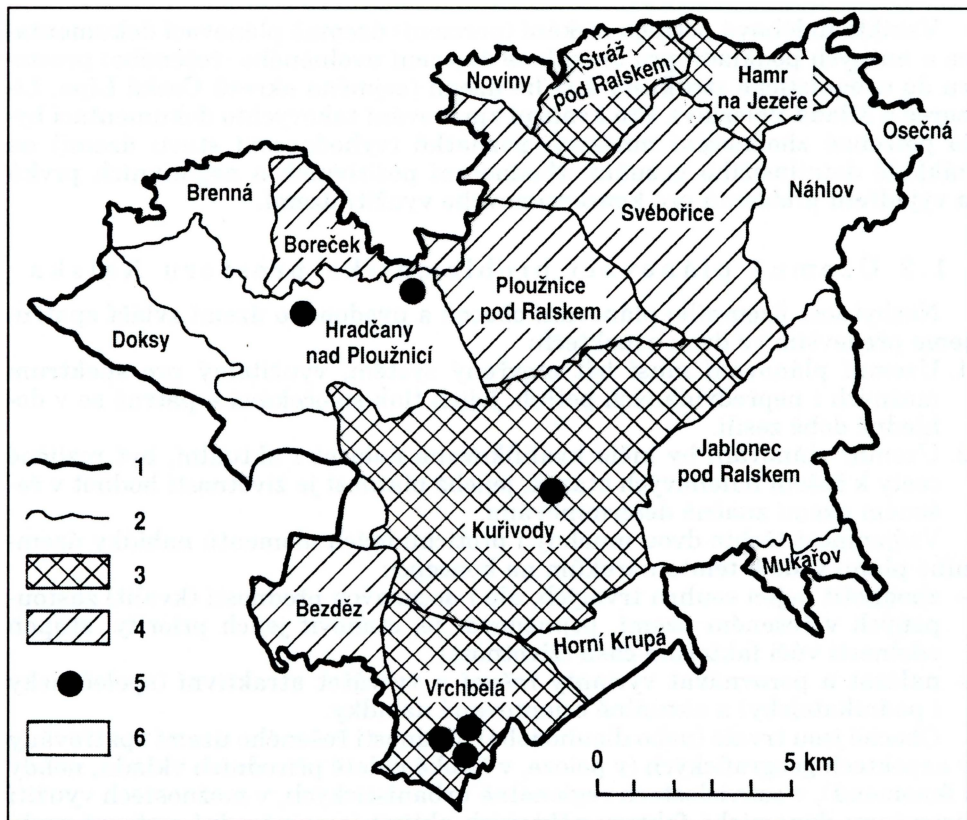 Noviny
Stráž
pod Ralskem
Hamr
na Jezeře
Osečná
Brenná
Náhlov
Svébořice
Boreček
Ploužnice
pod Ralskem
Doksy
Hradčany
nad Ploužnicí
Jablonec
pod Ralskem
Kuřivody
Mukařov
Bezděz
Horní Krupá
Vrchbělá
1
2
3
4
5
6
0 5 km